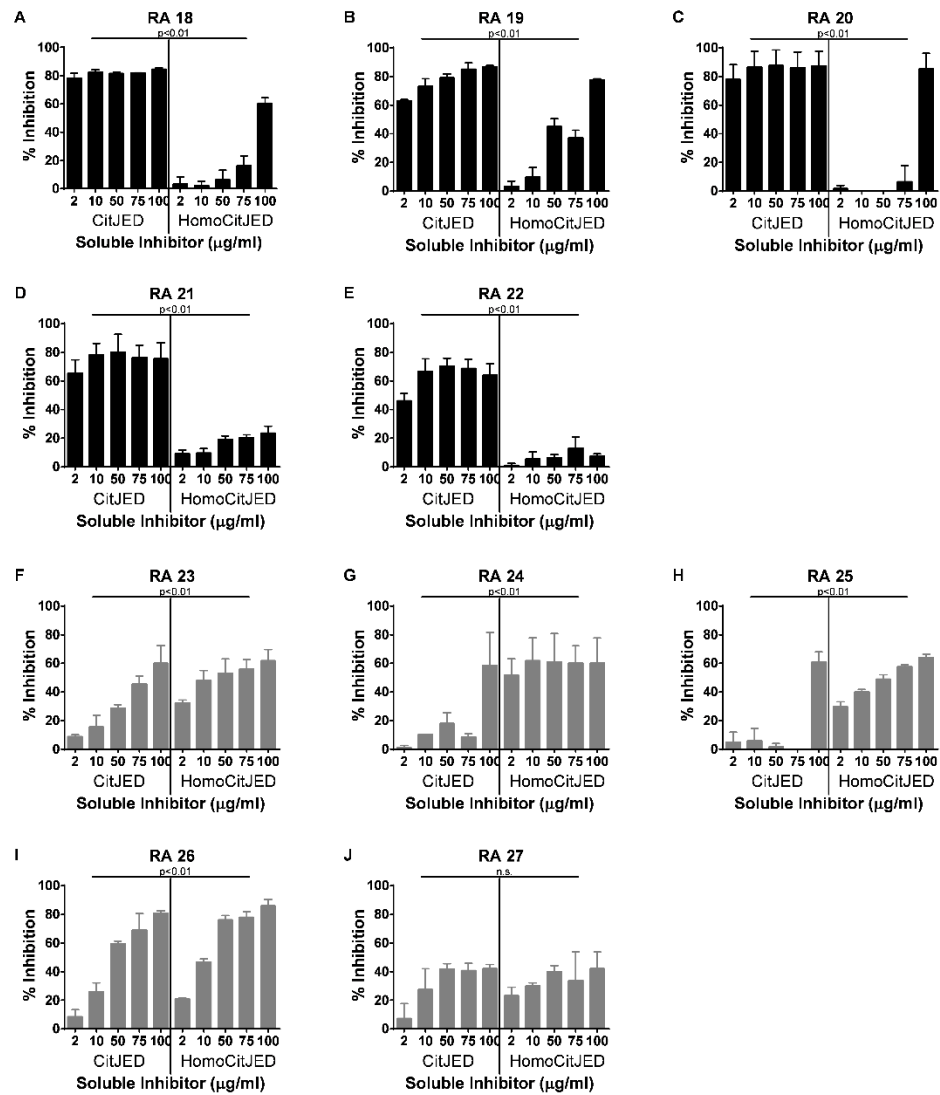 A RA 18
p<0.01
100
80
60
40
20
0
% Inhibition
2 10 50 75 100 2 10 50 75 100
CitJED HomoCitJED
Soluble Inhibitor (μg/ml)
B RA 19
p<0.01
100
80
60
40
20
0
% Inhibition
2 10 50 75 100 2 10 50 75 100
CitJED HomoCitJED
Soluble Inhibitor (μg/ml)
C RA 20
p<0.01
100
80
60
40
20
0
% Inhibition
2 10 50 75 100 2 10 50 75 100
CitJED HomoCitJED
Soluble Inhibitor (μg/ml)
D RA 21
p<0.01
100
80
60
40
20
0
% Inhibition
2 10 50 75 100 2 10 50 75 100
CitJED HomoCitJED
Soluble Inhibitor (μg/ml)
E RA 22
p<0.01
100
80
60
40
20
0
% Inhibition
2 10 50 75 100 2 10 50 75 100
CitJED HomoCitJED
Soluble Inhibitor (μg/ml)
F RA 23
p<0.01
100
80
60
40
20
0
% Inhibition
2 10 50 75 100 2 10 50 75 100
CitJED HomoCitJED
Soluble Inhibitor (μg/ml)
G RA 24
p<0.01
100
80
60
40
20
0
% Inhibition
2 10 50 75 100 2 10 50 75 100
CitJED HomoCitJED
Soluble Inhibitor (μg/ml)
H RA 25
p<0.01
100
80
60
40
20
0
% Inhibition
2 10 50 75 100 2 10 50 75 100
CitJED HomoCitJED
Soluble Inhibitor (μg/ml)
I RA 26
p<0.01
100
80
60
40
20
0
% Inhibition
2 10 50 75 100 2 10 50 75 100
CitJED HomoCitJED
Soluble Inhibitor (μg/ml)
J RA 27
n.s.
100
80
60
40
20
0
% Inhibition
2 10 50 75 100 2 10 50 75 100
CitJED HomoCitJED
Soluble Inhibitor (μg/ml)